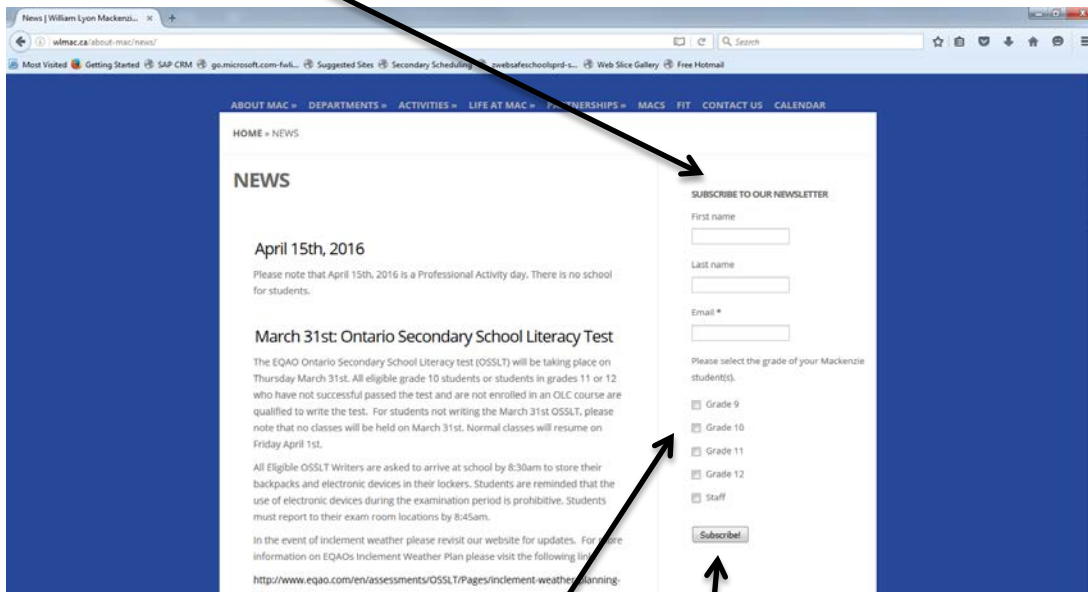 News | William Lyon Mackenzi...
wlmac.ca/about-mac/news/
Search
Most Visited Getting Started SAP CRM go.microsoft.com-fwli... Suggested Sites Secondary Scheduling zwebsafeschoolsprd-s... Web Slice Gallery Free Hotmail
ABOUT MAC » DEPARTMENTS » ACTIVITIES » LIFE AT MAC » PARTNERSHIPS » MACS FIT CONTACT US CALENDAR
HOME » NEWS
NEWS
April 15th, 2016
Please note that April 15th, 2016 is a Professional Activity day. There is no school
for students.
March 31st: Ontario Secondary School Literacy Test
The EQAO Ontario Secondary School Literacy test (OSSLT) will be taking place on
Thursday March 31st. All eligible grade 10 students or students in grades 11 or 12
who have not successful passed the test and are not enrolled in an OLC course are
qualified to write the test. For students not writing the March 31st OSSLT, please
note that no classes will be held on March 31st. Normal classes will resume on
Friday April 1st.
All Eligible OSSLT Writers are asked to arrive at school by 8:30am to store their
backpacks and electronic devices in their lockers. Students are reminded that the
use of electronic devices during the examination period is prohibitive. Students
must report to their exam room locations by 8:45am.
In the event of inclement weather please revisit our website for updates. For more
information on EQAOs Inclement Weather Plan please visit the following
http://www.eqao.com/en/assessments/OSSLT/Pages/inclement-weather-planning-
SUBSCRIBE TO OUR NEWSLETTER
First name
Last name
Email *
Please select the grade of your Mackenzie
student(s).
Grade 9
Grade 10
Grade 11
Grade 12
Staff
Subscribe!